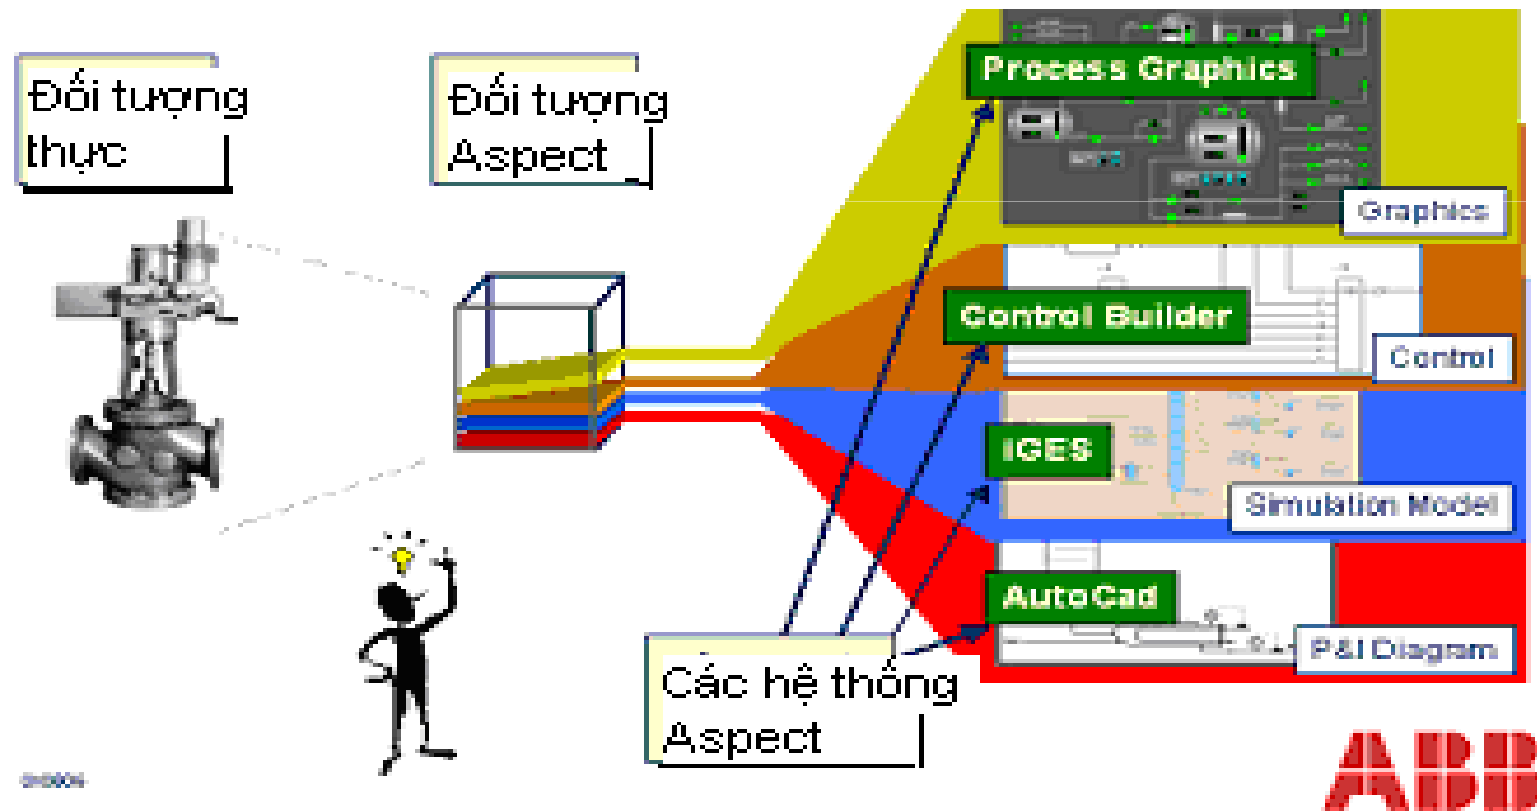 Đối tượng
thực
Đối tượng
Aspect
Process Graphics
Graphics
Control Builder
Control
IGES
Simulation Model
AutoCad
P&I Diagram
Các hệ thống
Aspect
ABB